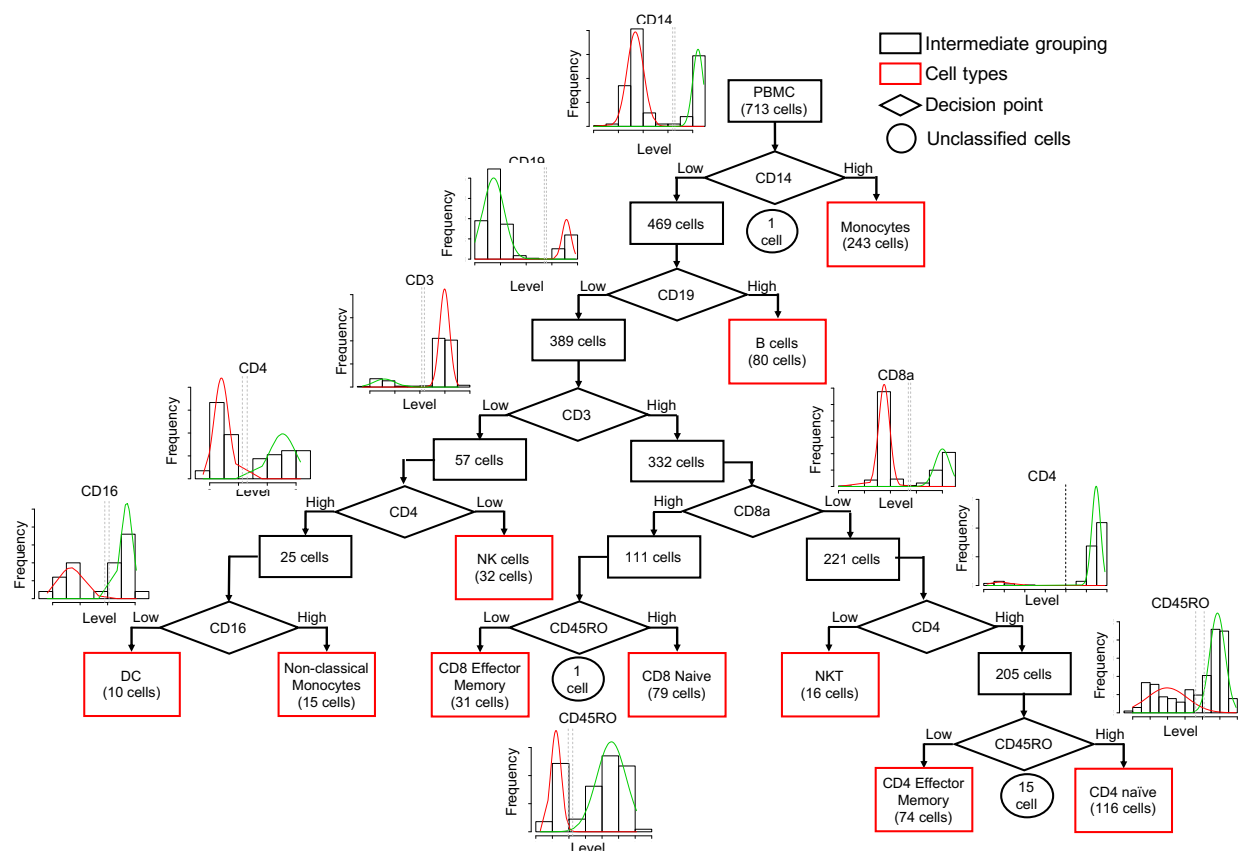 CD14
Frequency
Level
Intermediate grouping
Cell types
Decision point
Unclassified cells
PBMC
(713 cells)
CD14
Low
High
469 cells
1
cell
Monocytes
(243 cells)
CD19
Frequency
Level
CD19
Low
High
389 cells
B cells
(80 cells)
CD3
Frequency
Level
CD3
Low
High
57 cells
332 cells
CD4
Frequency
Level
CD4
High
Low
25 cells
NK cells
(32 cells)
CD8a
Frequency
Level
CD8a
High
Low
111 cells
221 cells
CD16
Frequency
Level
CD16
Low
High
DC
(10 cells)
Non-classical
Monocytes
(15 cells)
CD45RO
Low
High
CD8 Effector
Memory
(31 cells)
1
cell
CD8 Naive
(79 cells)
CD45RO
Frequency
Level
CD4
Frequency
Level
CD4
Low
High
NKT
(16 cells)
205 cells
CD45RO
Frequency
Level
CD45RO
Low
High
CD4 Effector
Memory
(74 cells)
15
cell
CD4 naïve
(116 cells)